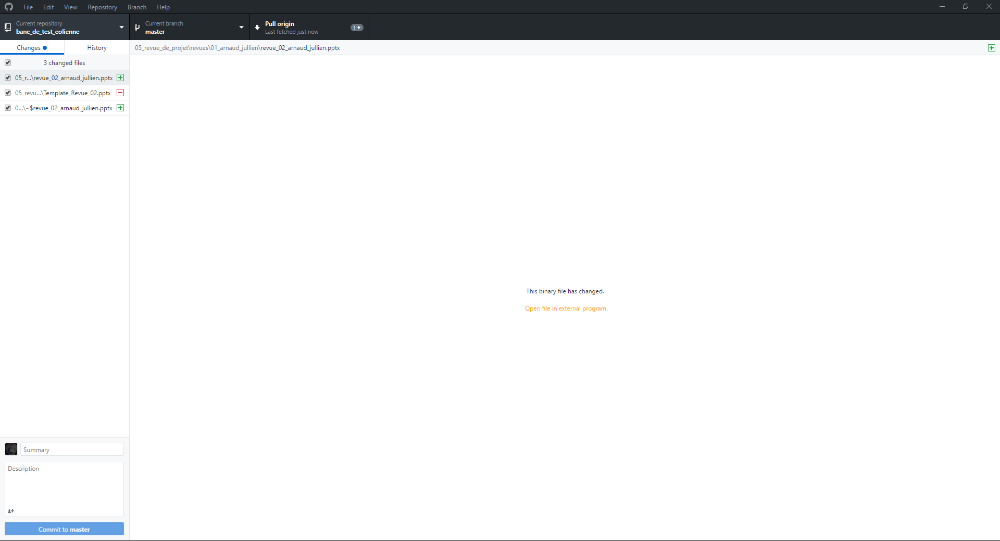 File Edit View Repository Branch Help
Current repository
banc_de_test_eolienne
Current branch
master
Pull origin
Last fetched just now
1
Changes
History
05_revue_de_projet\revues\01_arnaud_jullien\revue_02_arnaud_jullien.pptx
3 changed files
05_r...\revue_02_arnaud_jullien.pptx
05_revu...\Template_Revue_02.pptx
0...\~$revue_02_arnaud_jullien.pptx
This binary file has changed.
Open file in external program.
Summary
Description
Commit to master